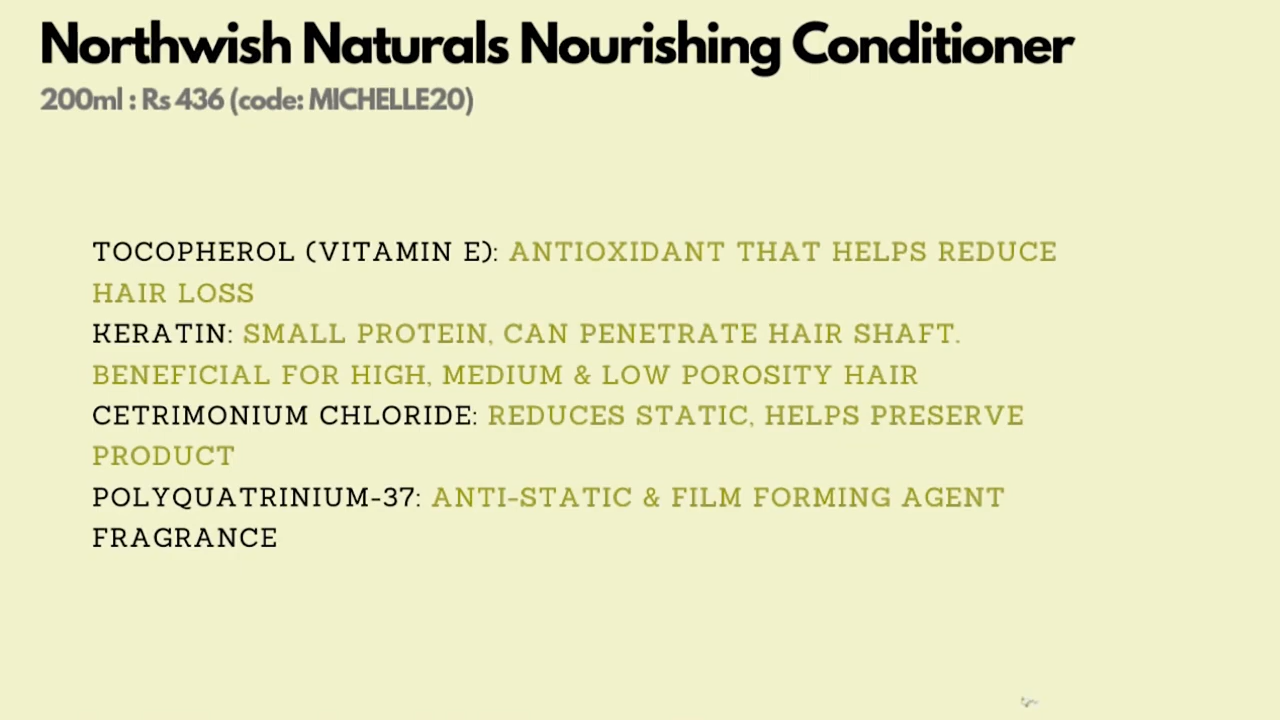 Northwish Naturals Nourishing Conditioner
200ml : Rs 436 (code: MICHELLE20)
TOCOPHEROL (VITAMIN E): ANTIOXIDANT THAT HELPS REDUCE
HAIR LOSS
KERATIN: SMALL PROTEIN, CAN PENETRATE HAIR SHAFT.
BENEFICIAL FOR HIGH, MEDIUM & LOW POROSITY HAIR
CETRIMONIUM CHLORIDE: REDUCES STATIC, HELPS PRESERVE
PRODUCT
POLYQUATRINIUM-37: ANTI-STATIC & FILM FORMING AGENT
FRAGRANCE